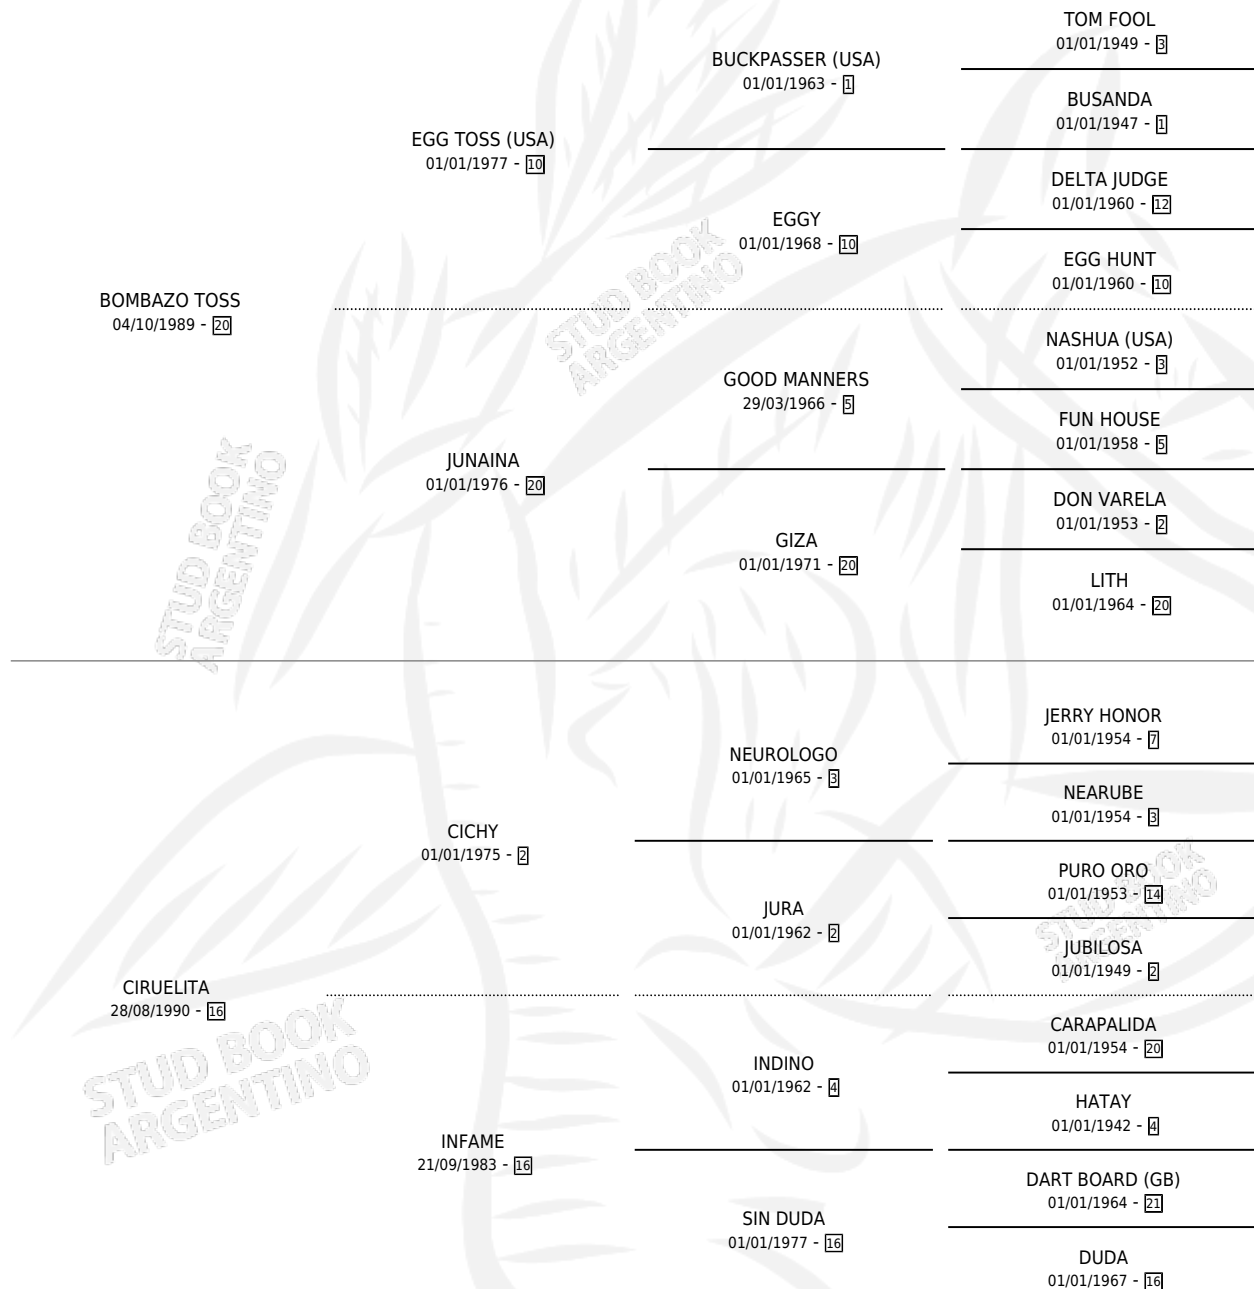 TOM FOOL
01/01/1949 - 3
BUCKPASSER (USA)
01/01/1963 - 1
BUSANDA
01/01/1947 - 1
EGG TOSS (USA)
01/01/1977 - 10
DELTA JUDGE
01/01/1960 - 12
EGGY
01/01/1968 - 10
EGG HUNT
01/01/1960 - 10
BOMBAZO TOSS
04/10/1989 - 20
NASHUA (USA)
01/01/1952 - 3
GOOD MANNERS
29/03/1966 - 5
FUN HOUSE
01/01/1958 - 5
JUNAINA
01/01/1976 - 20
DON VARELA
01/01/1953 - 2
GIZA
01/01/1971 - 20
LITH
01/01/1964 - 20
JERRY HONOR
01/01/1954 - 7
NEUROLOGO
01/01/1965 - 3
NEARUBE
01/01/1954 - 3
CICHY
01/01/1975 - 2
PURO ORO
01/01/1953 - 14
JURA
01/01/1962 - 2
JUBILOSA
01/01/1949 - 2
CIRUELITA
28/08/1990 - 16
CARAPALIDA
01/01/1954 - 20
INDINO
01/01/1962 - 4
HATAY
01/01/1942 - 4
INFAME
21/09/1983 - 16
DART BOARD (GB)
01/01/1964 - 21
SIN DUDA
01/01/1977 - 16
DUDA
01/01/1967 - 16
STUD BOOK
ARGENTINO
STUD BOOK
ARGENTINO
STUD BOOK
ARGENTINO
STUD BOOK
ARGENTINO